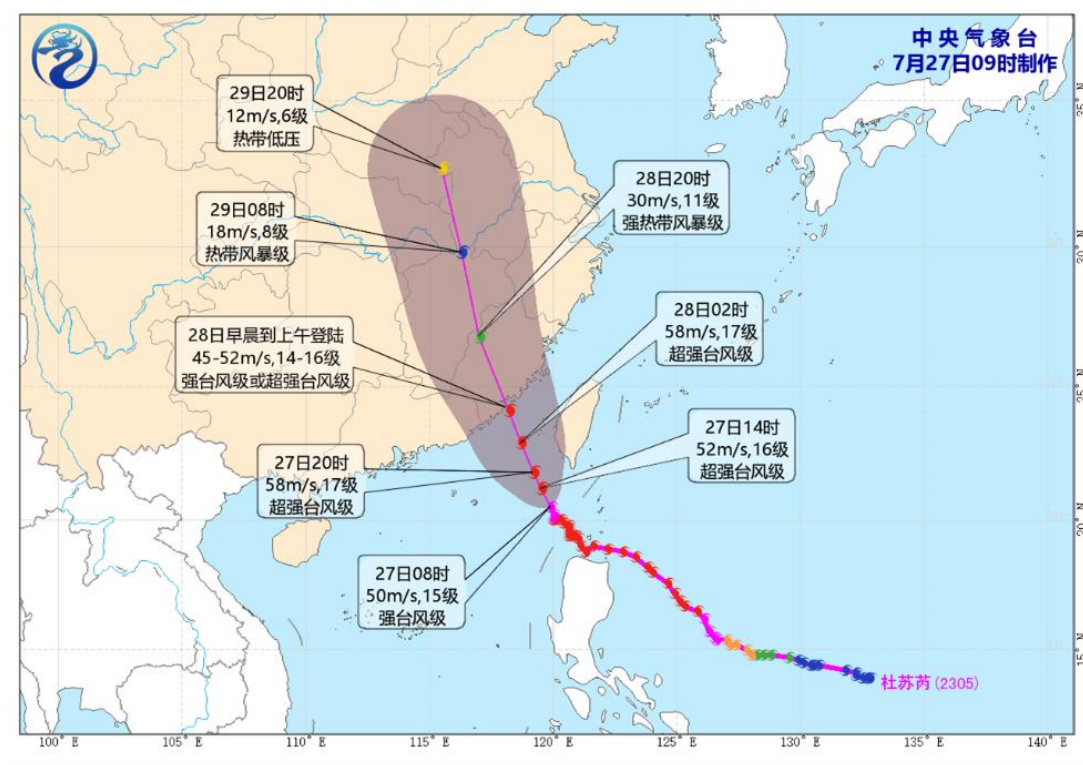 中央气象台
7月27日09时制作
29日20时
12m/s,6级
热带低压
29日08时
18m/s,8级
热带风暴级
28日20时
30m/s,11级
强热带风暴级
28日早晨到上午登陆
45-52m/s,14-16级
强台风级或超强台风级
28日02时
58m/s,17级
超强台风级
27日14时
52m/s,16级
超强台风级
27日20时
58m/s,17级
超强台风级
27日08时
50m/s,15级
强台风级
杜苏芮(2305)
35° N
30° N
25° N
20° N
15° N
100° E
105° E
110° E
115° E
120° E
125° E
130° E
135° E
140° E